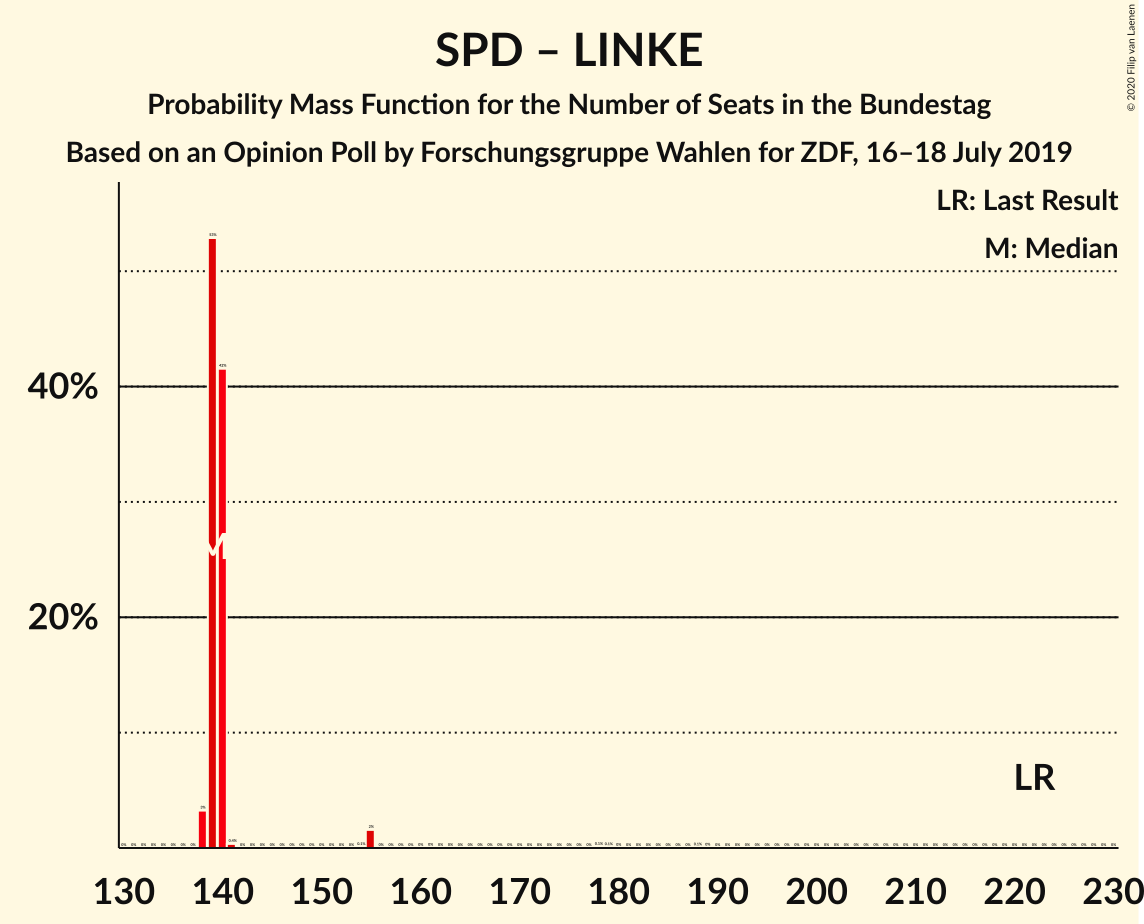 SPD – LINKE
Probability Mass Function for the Number of Seats in the Bundestag
Based on an Opinion Poll by Forschungsgruppe Wahlen for ZDF, 16–18 July 2019
© 2020 Filip van Laenen
LR: Last Result
M: Median
40%
20%
M
LR
130 140 150 160 170 180 190 200 210 220 230